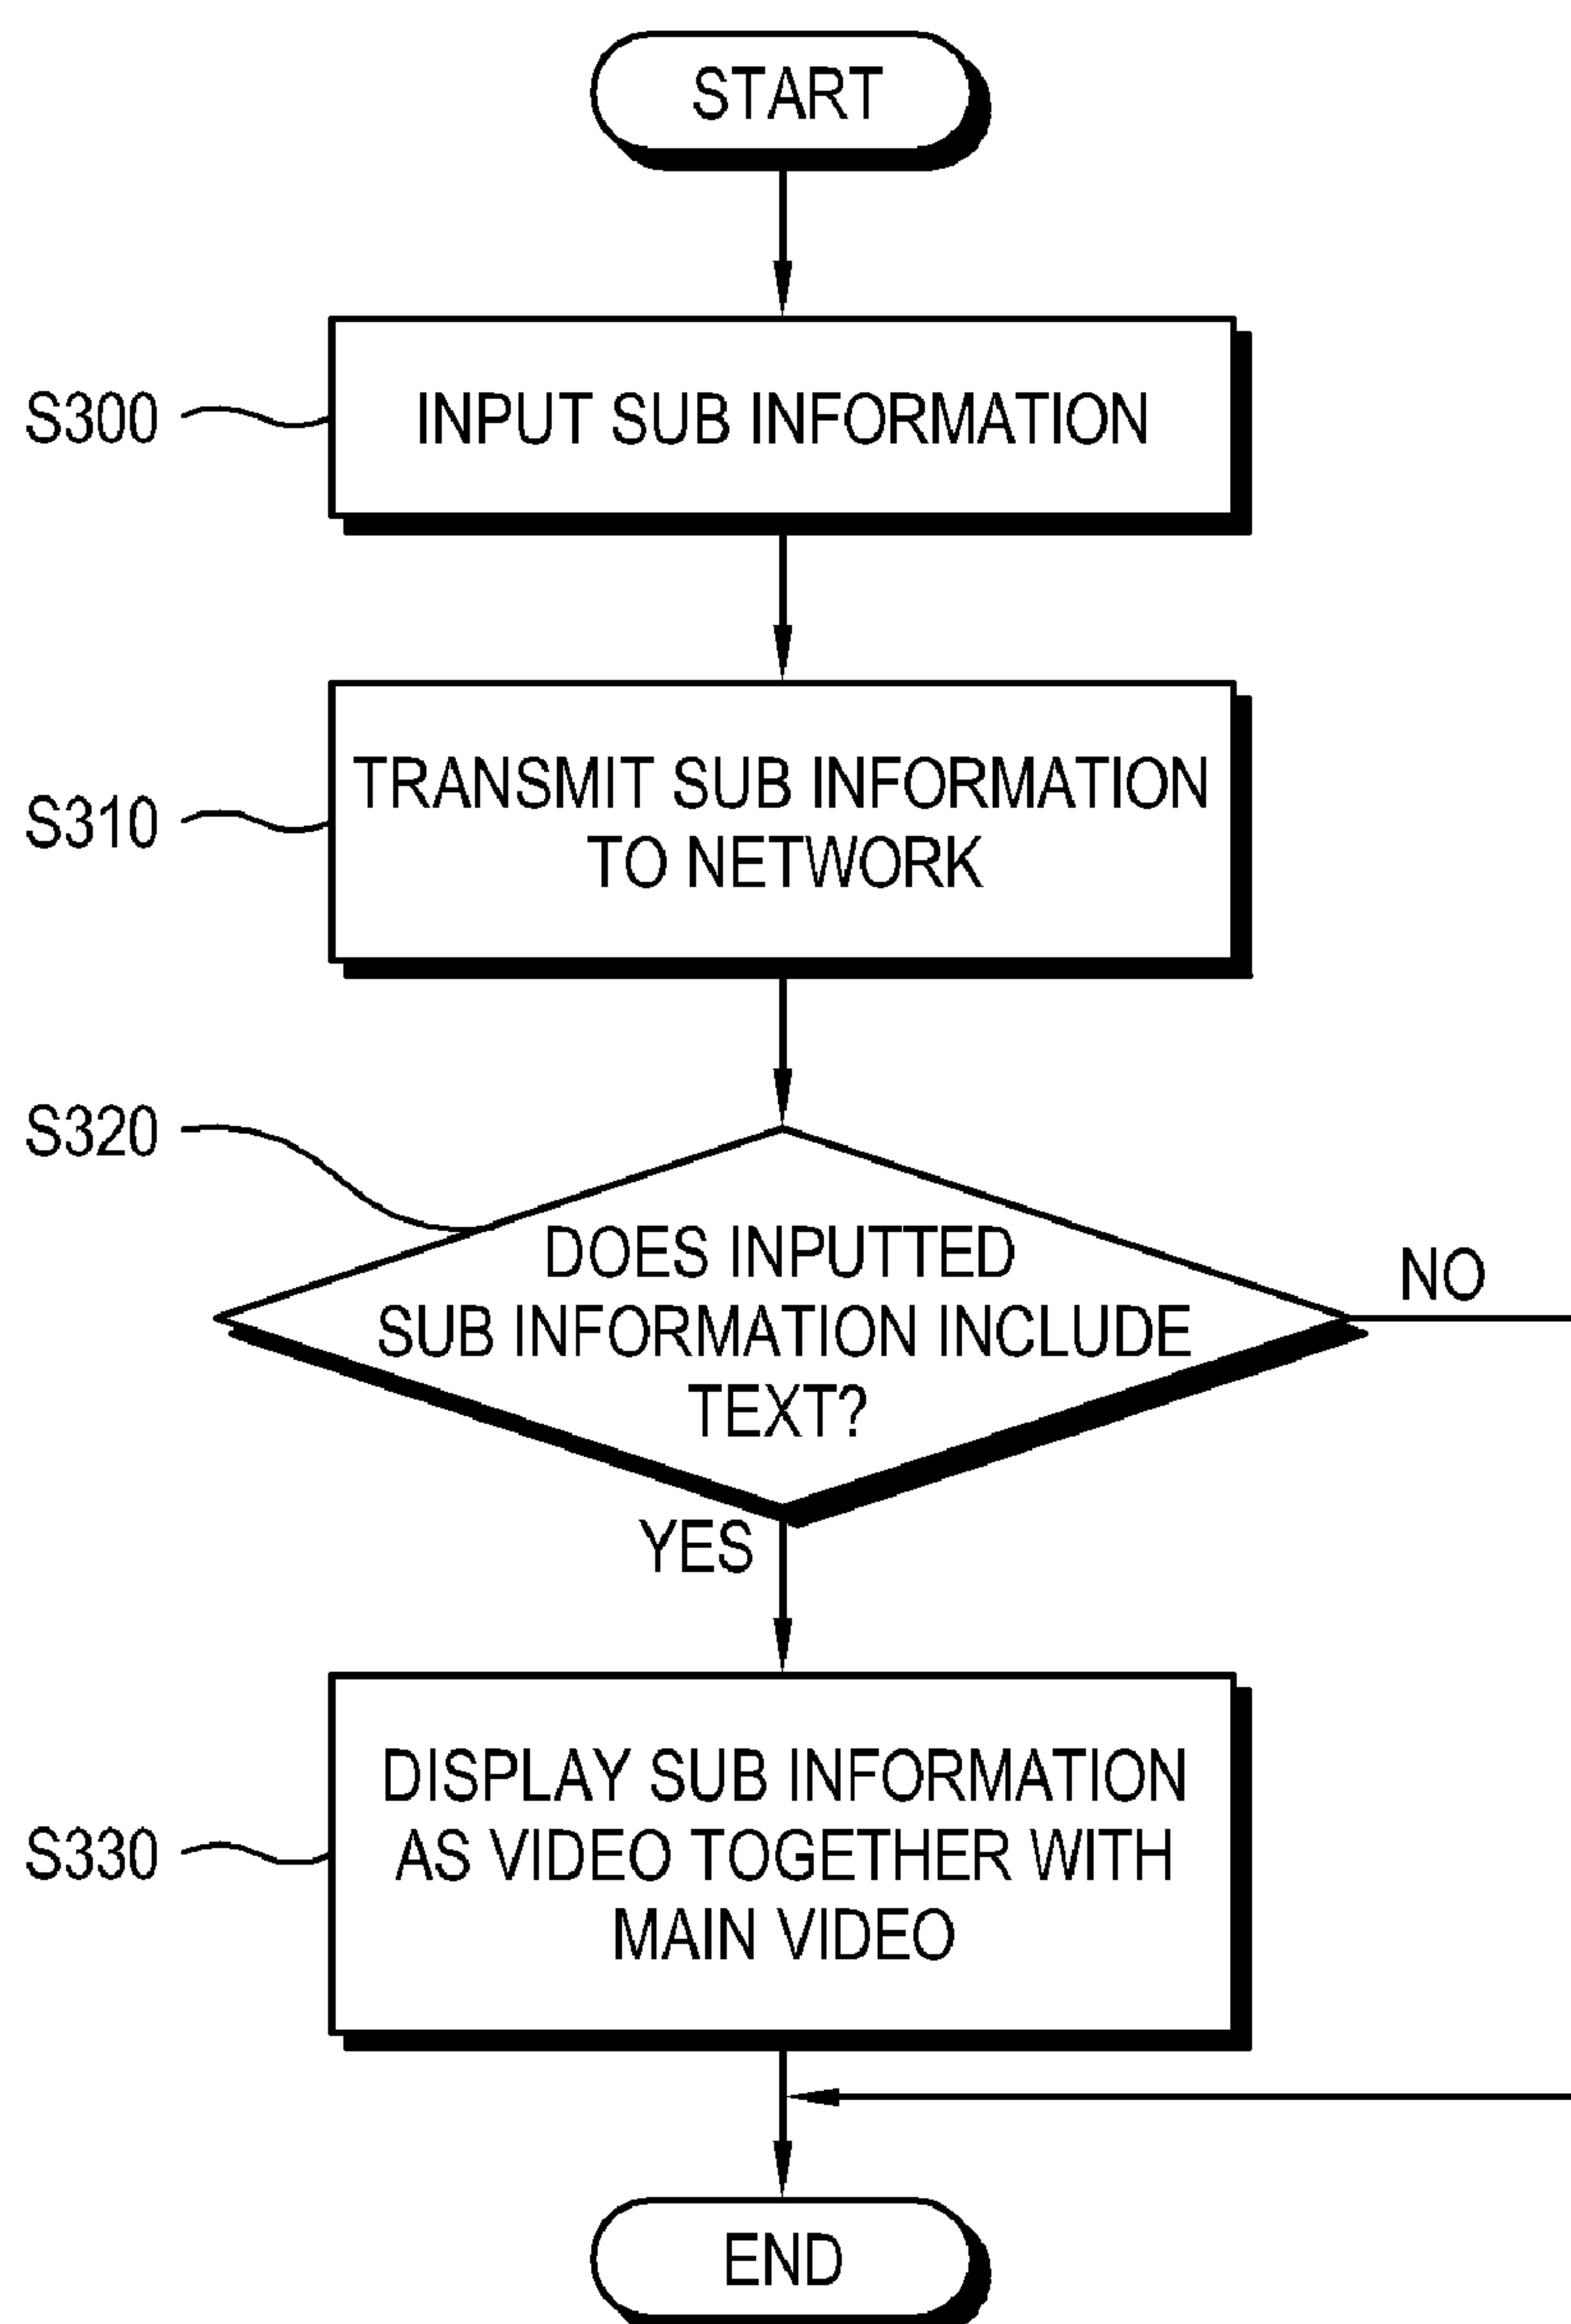 START
S300
INPUT SUB INFORMATION
S310
TRANSMIT SUB INFORMATION
TO NETWORK
S320
DOES INPUTTED
SUB INFORMATION INCLUDE
TEXT?
NO
YES
S330
DISPLAY SUB INFORMATION
AS VIDEO TOGETHER WITH
MAIN VIDEO
END